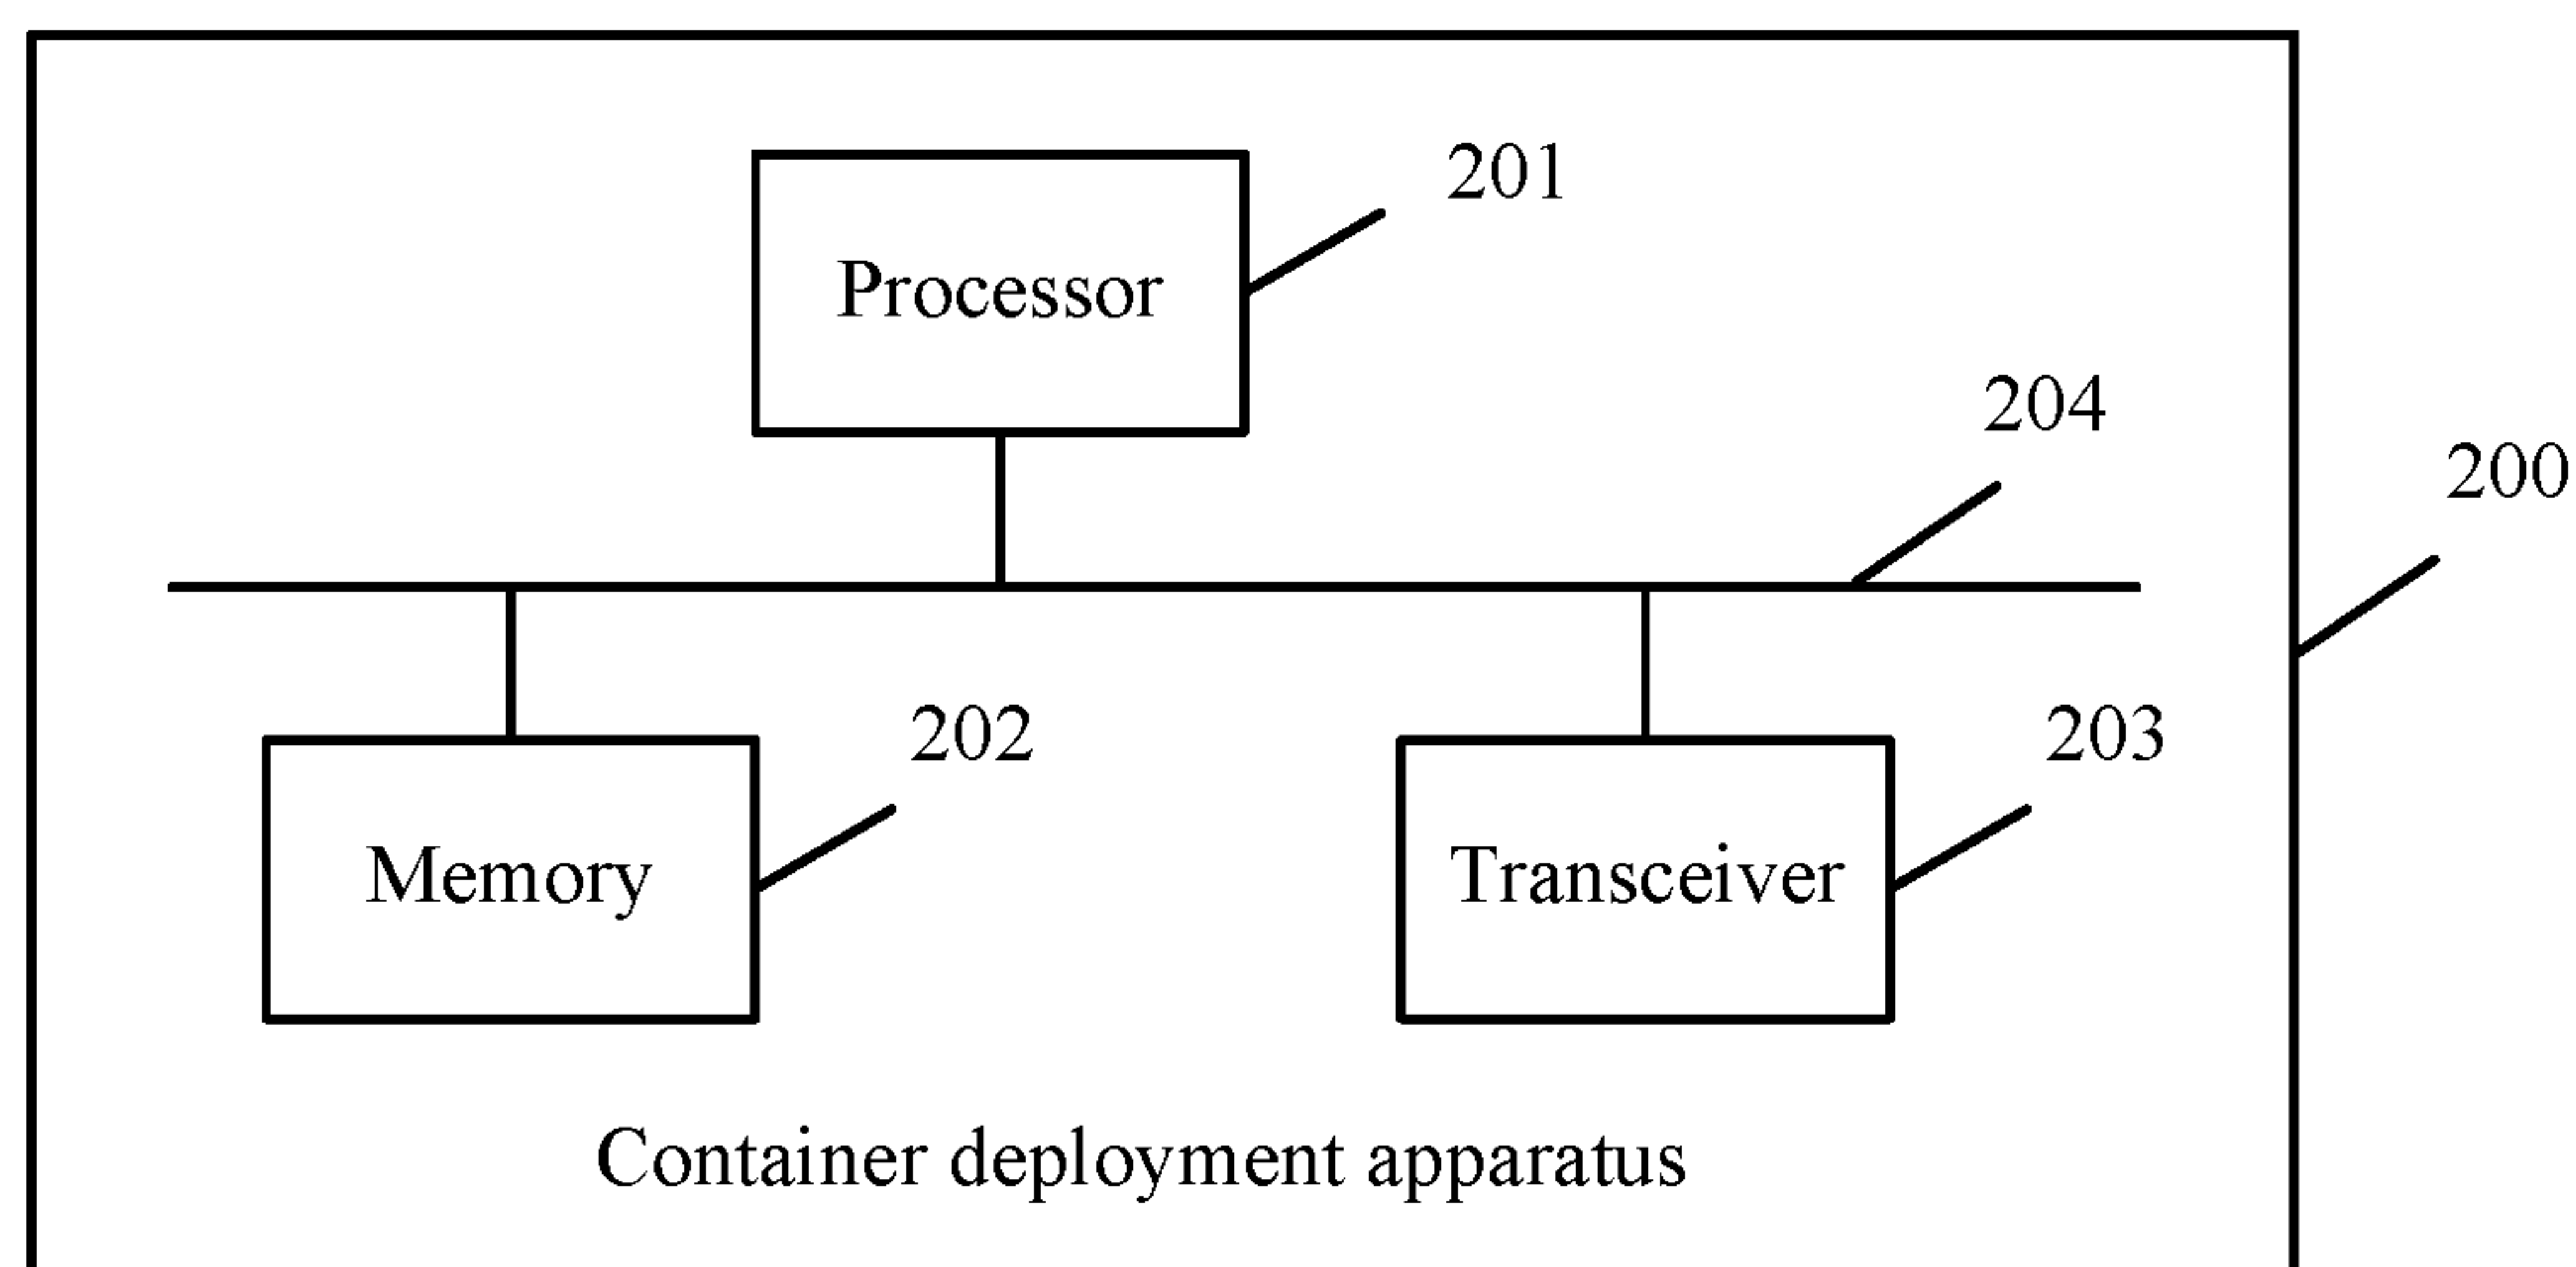 201
Processor
204
200
202
203
Memory
Transceiver
Container deployment apparatus